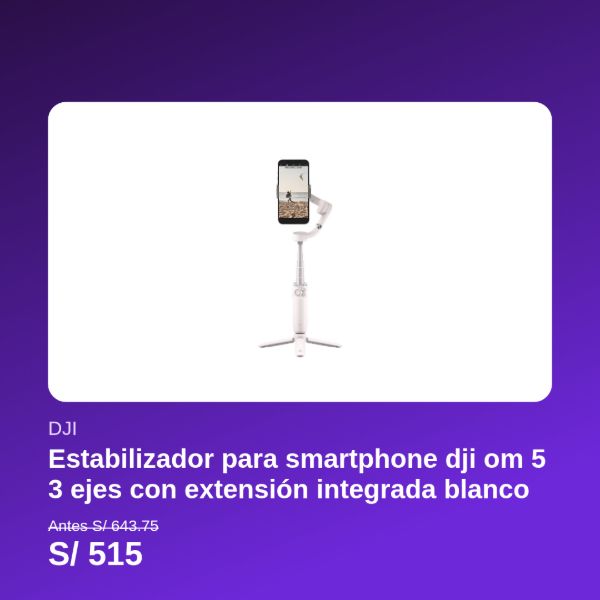 DJI
Estabilizador para smartphone dji om 5
3 ejes con extensión integrada blanco
Antes S/ 643.75
S/ 515